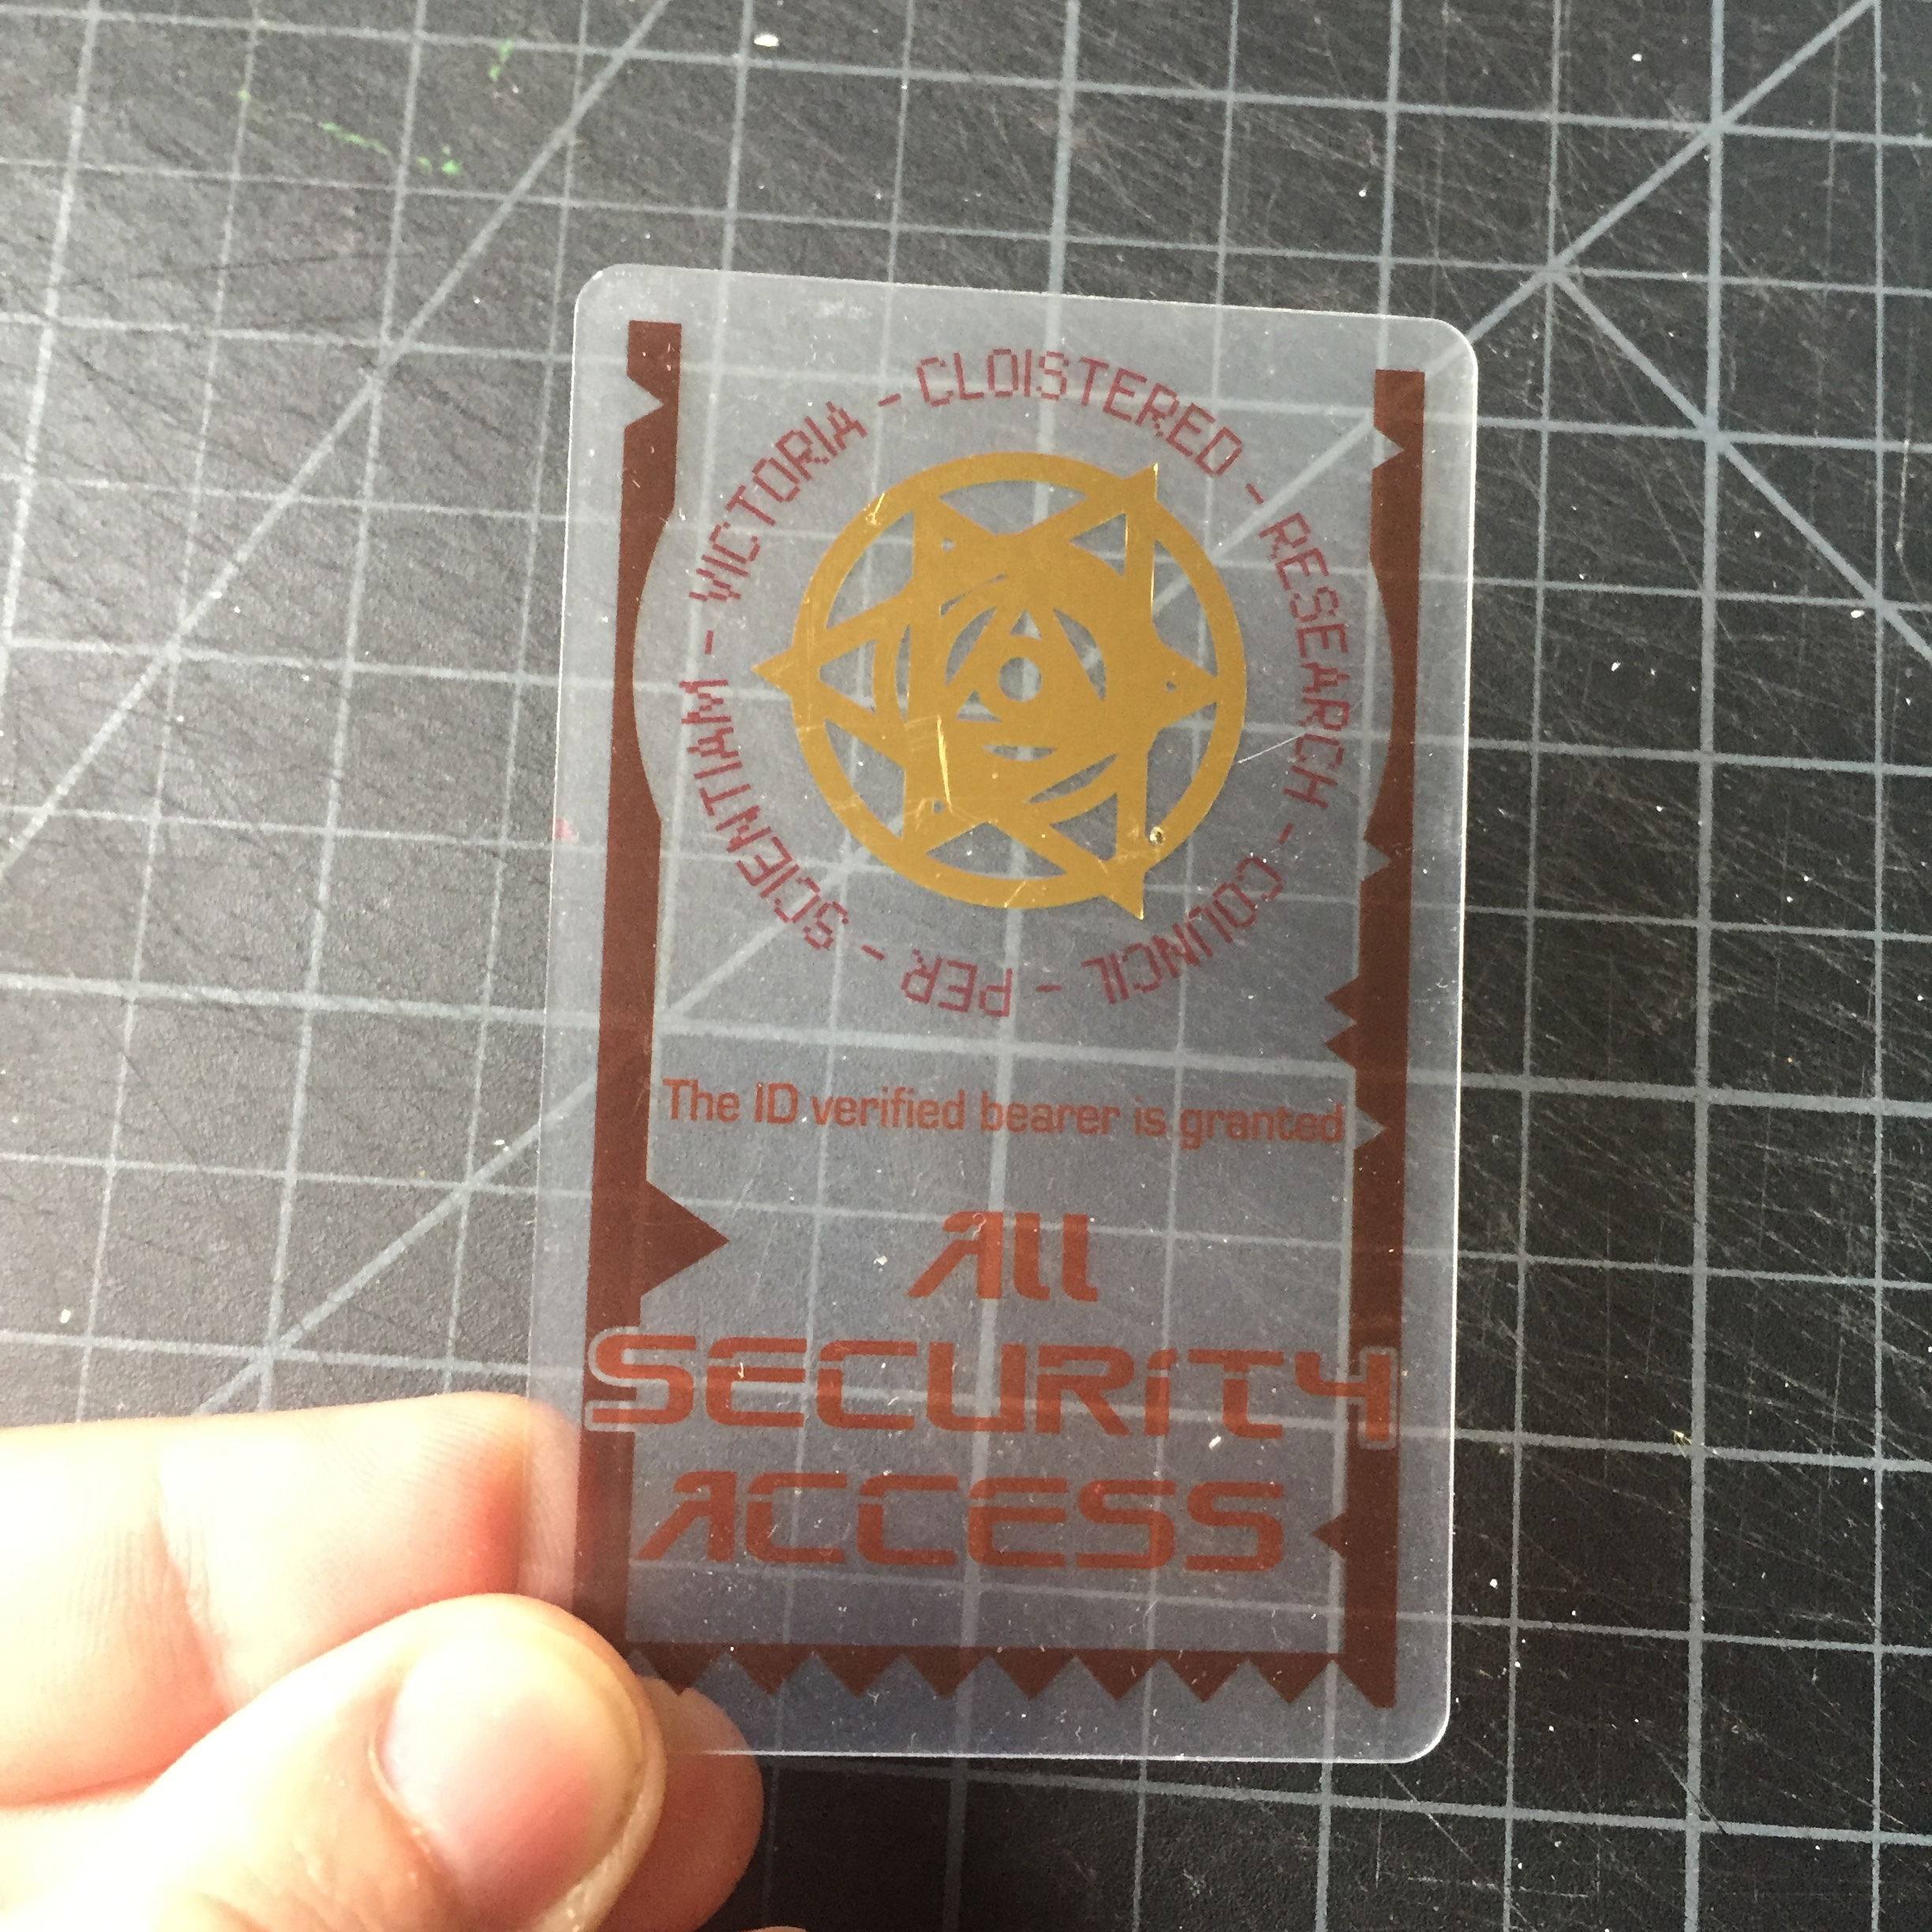 CLOISTERED - RESEARCH - COUNCIL - PER - SCIENTIAM - VICTORIA -
The ID verified bearer is granted
All
SECURiTY
ACCESS